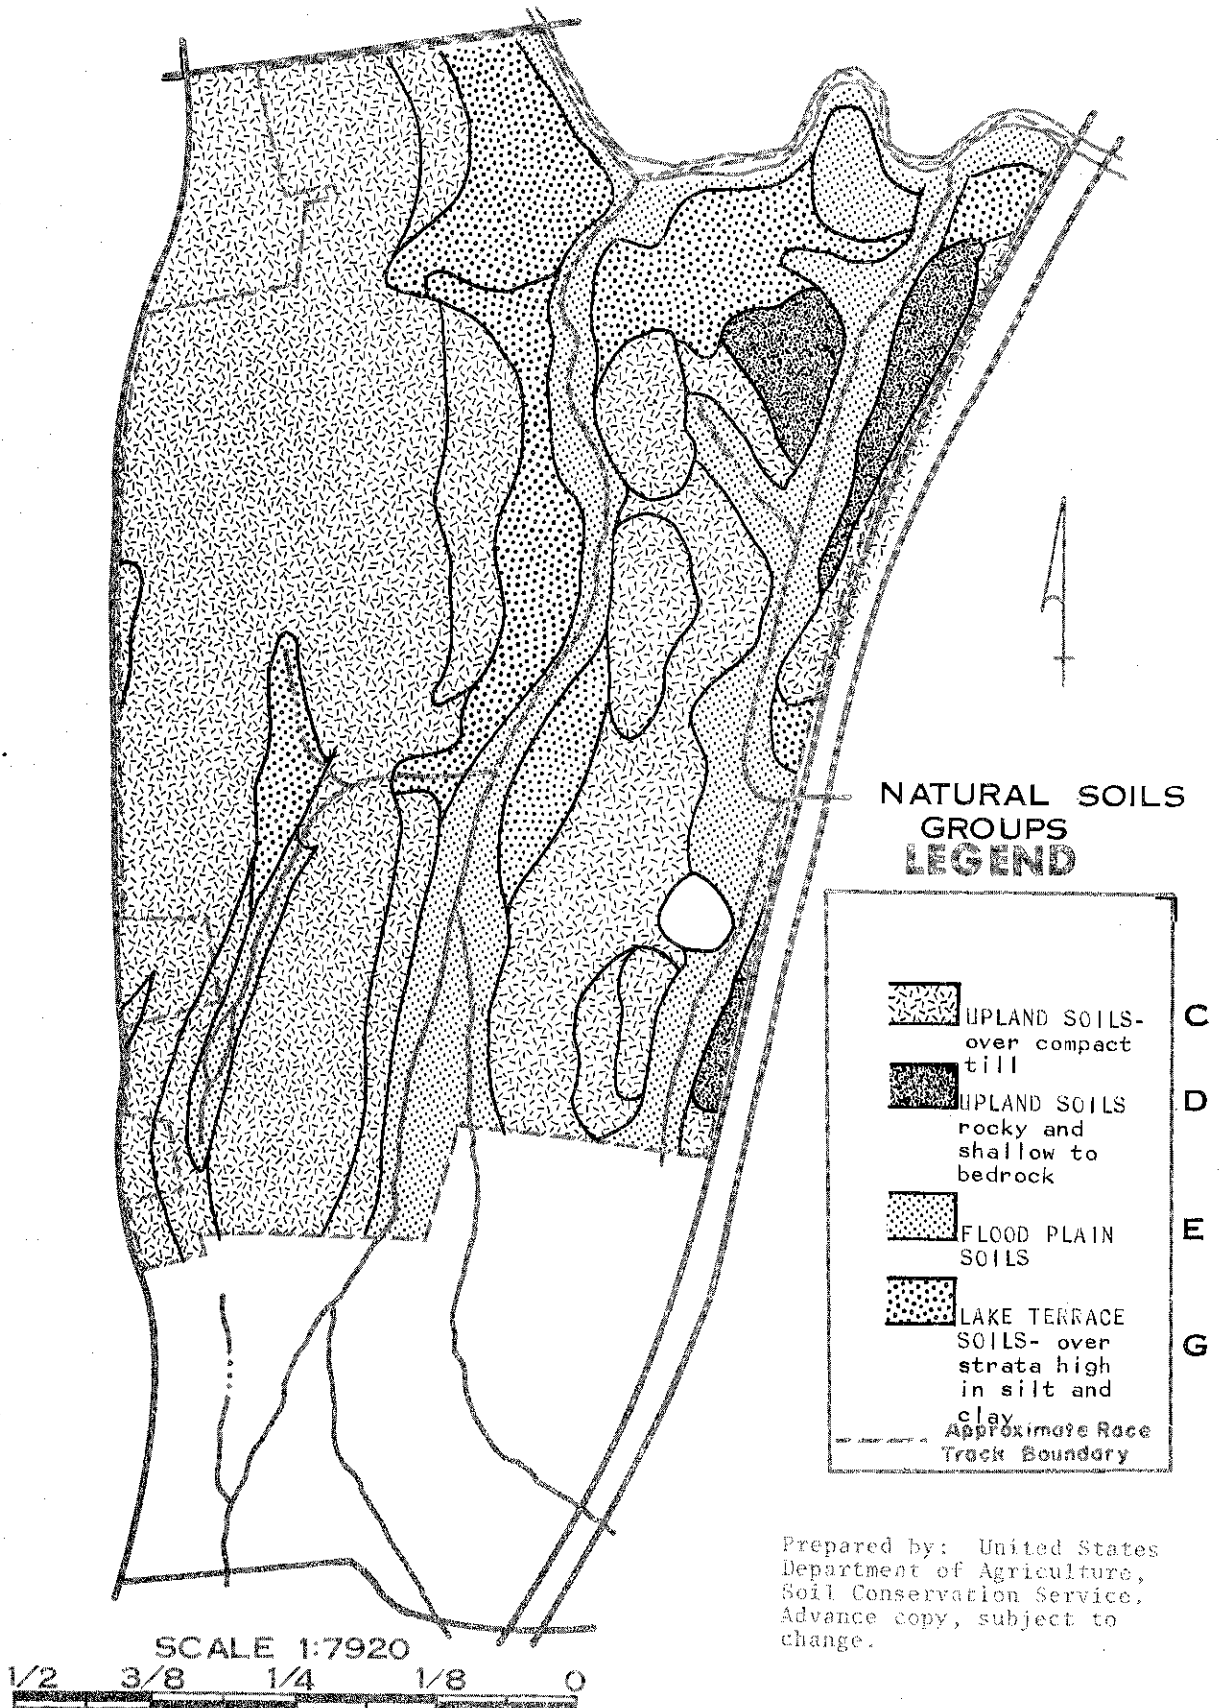 NATURAL SOILS
GROUPS
LEGEND
UPLAND SOILS-
over compact
till
C
UPLAND SOILS
rocky and
shallow to
bedrock
D
FLOOD PLAIN
SOILS
E
LAKE TERRACE
SOILS- over
strata high
in silt and
clay
G
Approximate Race
Track Boundary
Prepared by: United States
Department of Agriculture,
Soil Conservation Service.
Advance copy, subject to
change.
SCALE 1:7920
1/2 3/8 1/4 1/8 0